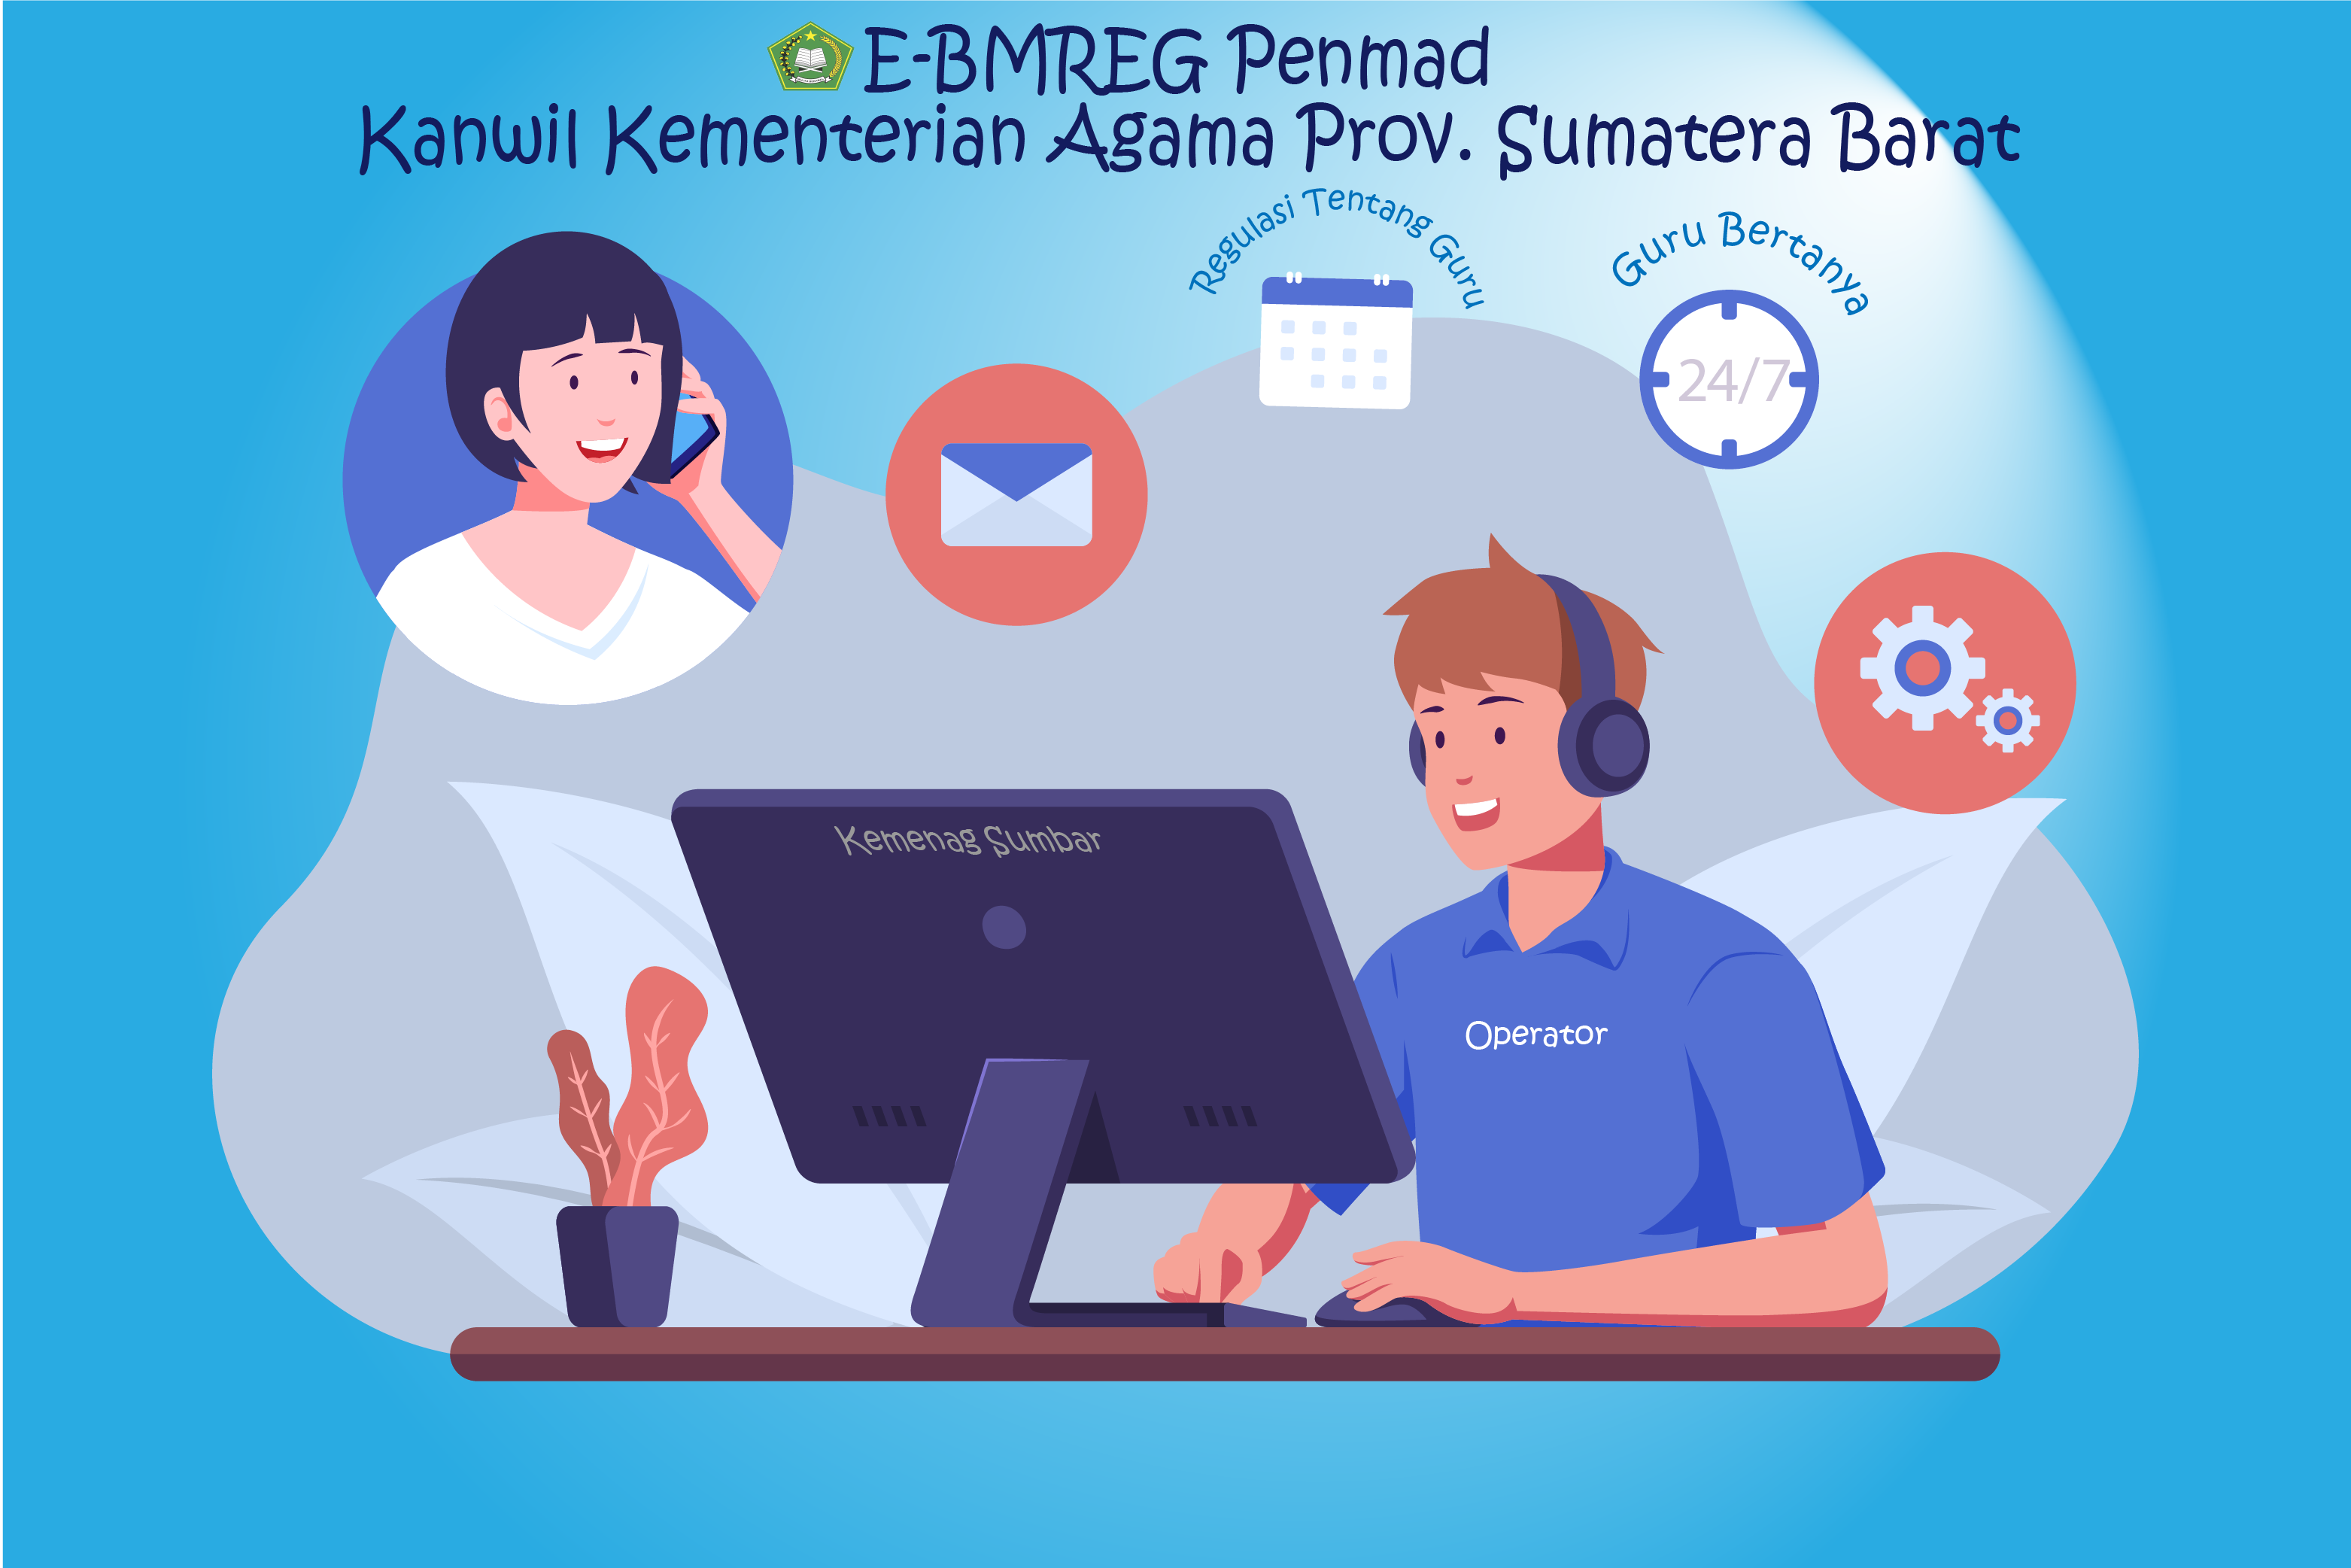 E-BMREG Penmad
Kanwil Kementerian Agama Prov. Sumatera Barat
Regulasi Tentang Guru
Guru Bertanya
24/7
Kemenag Sumbar
Operator